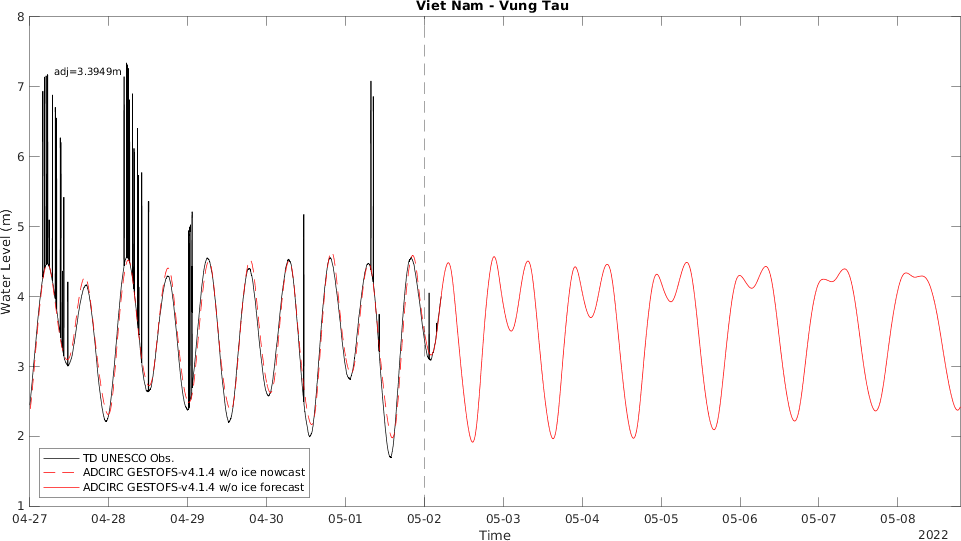 Viet Nam - Vung Tau
8
7
6
5
4
3
2
1
Water Level (m)
adj=3.3949m
TD UNESCO Obs.
ADCIRC GESTOFS-v4.1.4 w/o ice nowcast
ADCIRC GESTOFS-v4.1.4 w/o ice forecast
04-27 04-28 04-29 04-30 05-01 05-02 05-03 05-04 05-05 05-06 05-07 05-08
Time
2022